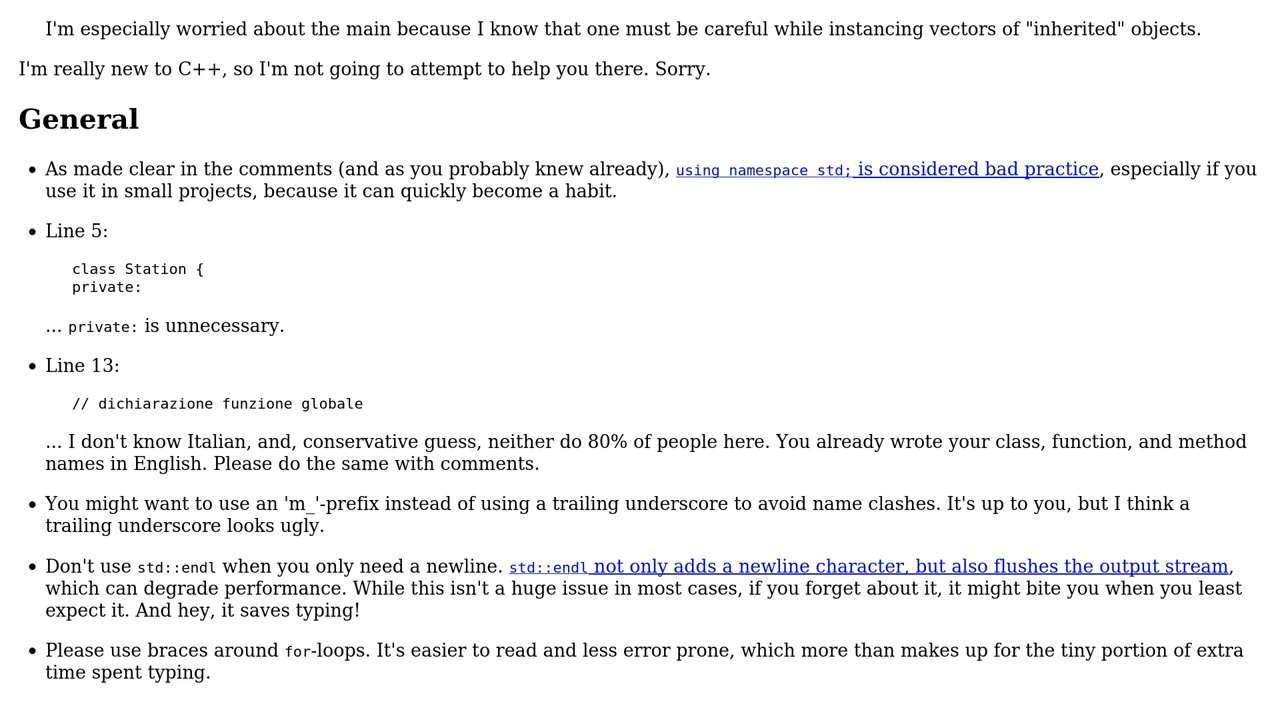 I'm especially worried about the main because I know that one must be careful while instancing vectors of "inherited" objects.
I'm really new to C++, so I'm not going to attempt to help you there. Sorry.
General
• As made clear in the comments (and as you probably knew already), using namespace std; is considered bad practice, especially if you
use it in small projects, because it can quickly become a habit.
• Line 5:
class Station {
private:
... private: is unnecessary.
• Line 13:
// dichiarazione funzione globale
... I don't know Italian, and, conservative guess, neither do 80% of people here. You already wrote your class, function, and method
names in English. Please do the same with comments.
• You might want to use an 'm_'-prefix instead of using a trailing underscore to avoid name clashes. It's up to you, but I think a
trailing underscore looks ugly.
• Don't use std::endl when you only need a newline. std::endl not only adds a newline character, but also flushes the output stream,
which can degrade performance. While this isn't a huge issue in most cases, if you forget about it, it might bite you when you least
expect it. And hey, it saves typing!
• Please use braces around for-loops. It's easier to read and less error prone, which more than makes up for the tiny portion of extra
time spent typing.